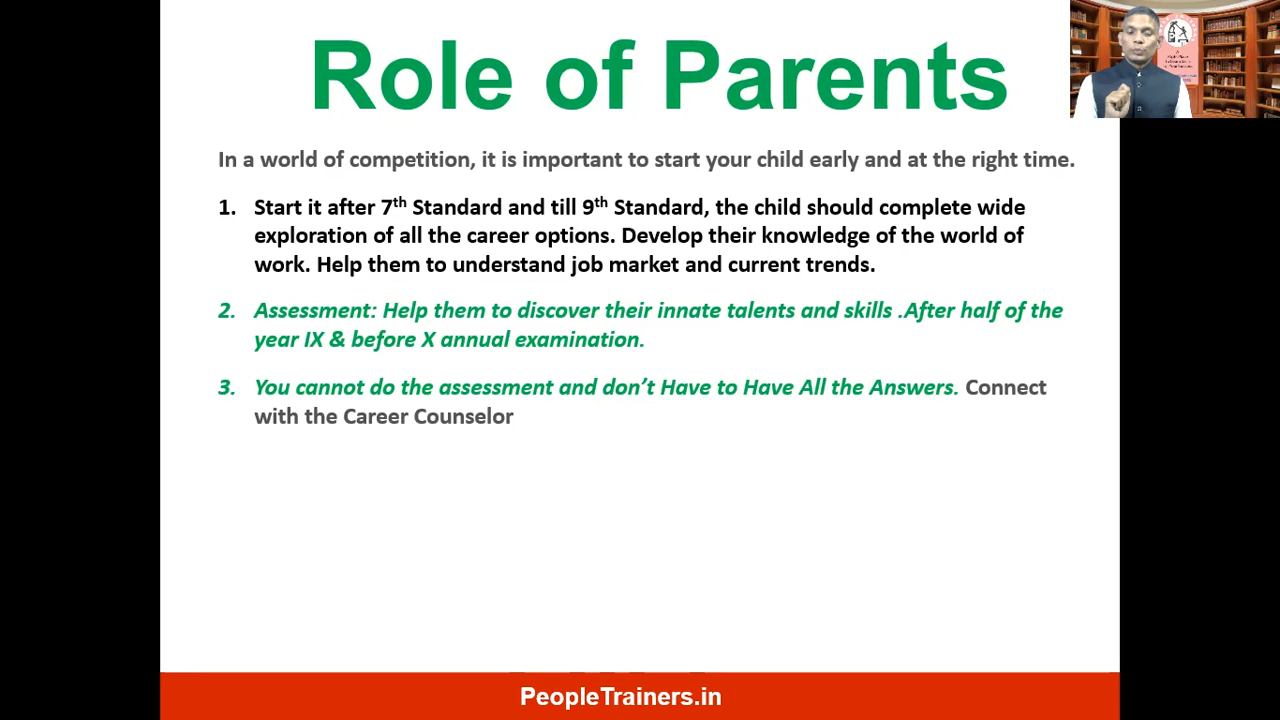 Role of Parents
In a world of competition, it is important to start your child early and at the right time.
1. Start it after 7th Standard and till 9th Standard, the child should complete wide
exploration of all the career options. Develop their knowledge of the world of
work. Help them to understand job market and current trends.
2. Assessment: Help them to discover their innate talents and skills .After half of the
year IX & before X annual examination.
3. You cannot do the assessment and don’t Have to Have All the Answers. Connect
with the Career Counselor
PeopleTrainers.in